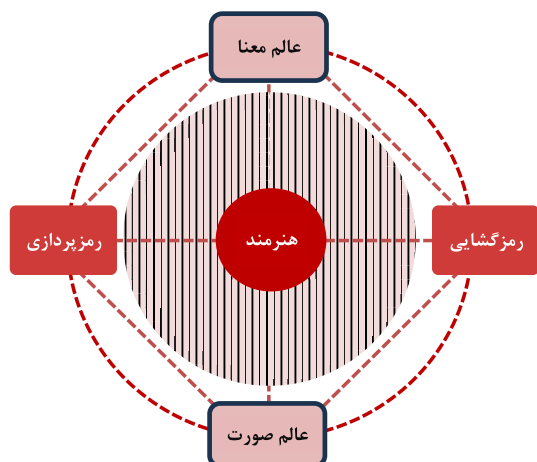 عالم معنا
رمزگشایی
هنرمند
رمزپردازی
عالم صورت